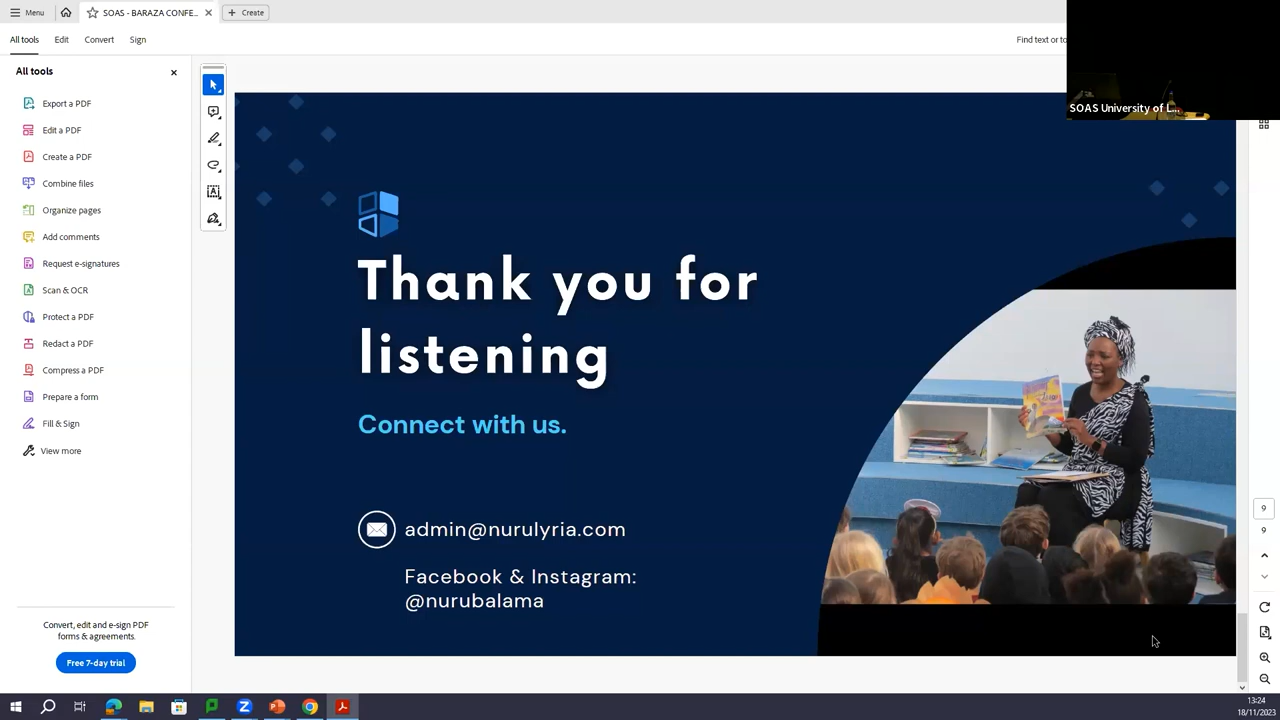 Menu
SOAS - BARAZA CONFE...
Create
All tools
Edit
Convert
Sign
Find text or to
SOAS University of L...
All tools
Export a PDF
Edit a PDF
Create a PDF
Combine files
Organize pages
Add comments
Request e-signatures
Scan & OCR
Protect a PDF
Redact a PDF
Compress a PDF
Prepare a form
Fill & Sign
View more
Convert, edit and e-sign PDF
forms & agreements.
Free 7-day trial
Thank you for
listening
Connect with us.
admin@nurulyria.com
Facebook & Instagram:
@nurubalama
9
9
13:24
18/11/2023